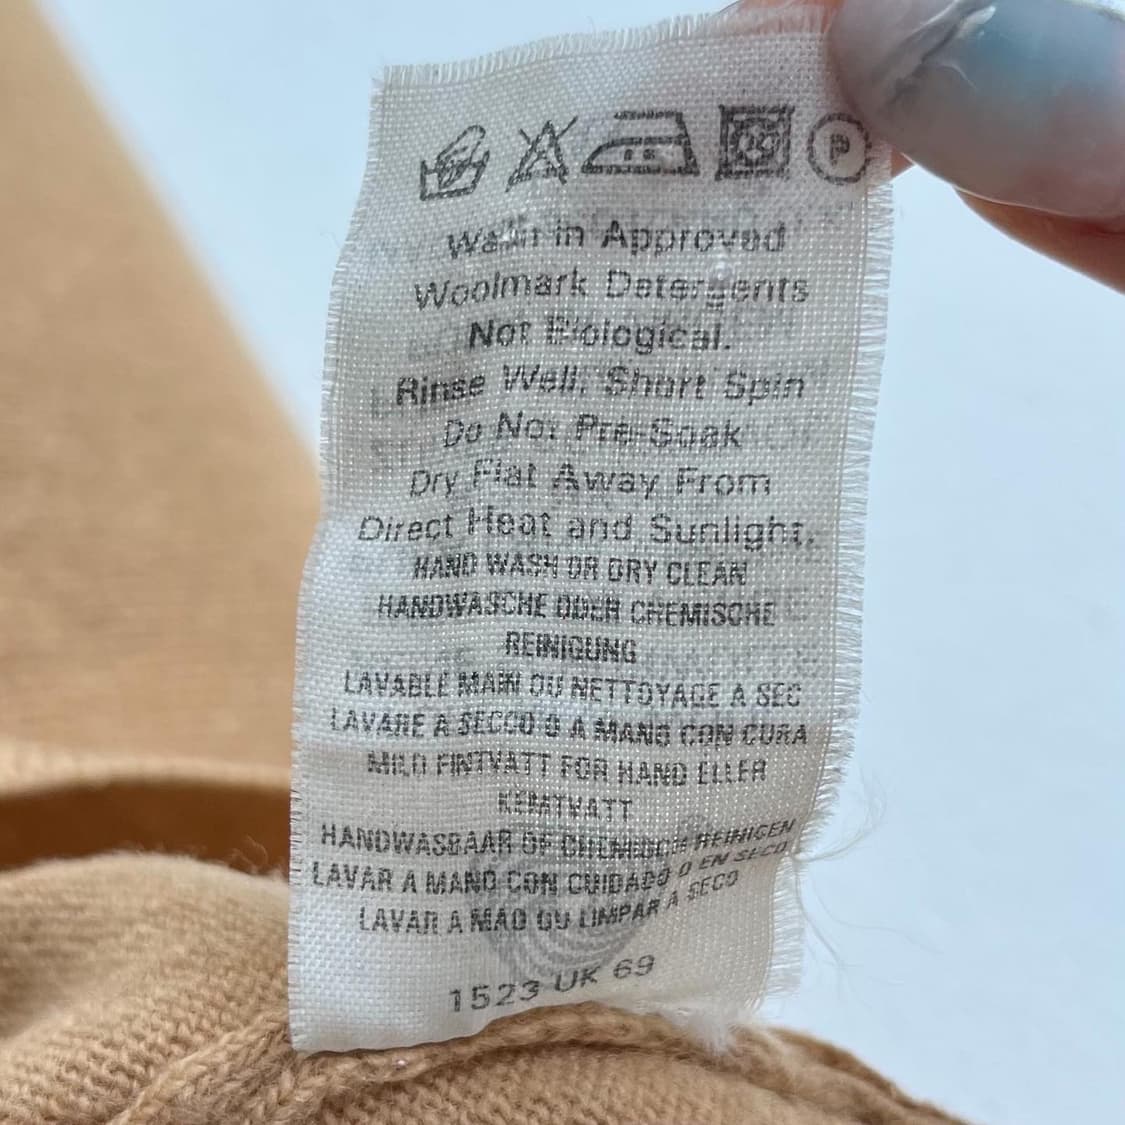 P
Wash in Approved
Woolmark Detergents
Not Biological.
Rinse Well, Short Spin
Do Not Pre-Soak
Dry Flat Away From
Direct Heat and Sunlight.
HAND WASH OR DRY CLEAN
HANDWASCHE ODER CHEMISCHE
REINIGUNG
LAVABLE MAIN OU NETTOYAGE A SEC
LAVARE A SECCO O A MANO CON CURA
MILD FINTVATT FOR HAND ELLER
KEMTVATT
HANDWASBAAR OF CHEMISCH REINIGEN
LAVAR A MANO CON CUIDADO O EN SECO
LAVAR A MAO OU LIMPAR A SECO
1523 UK 69